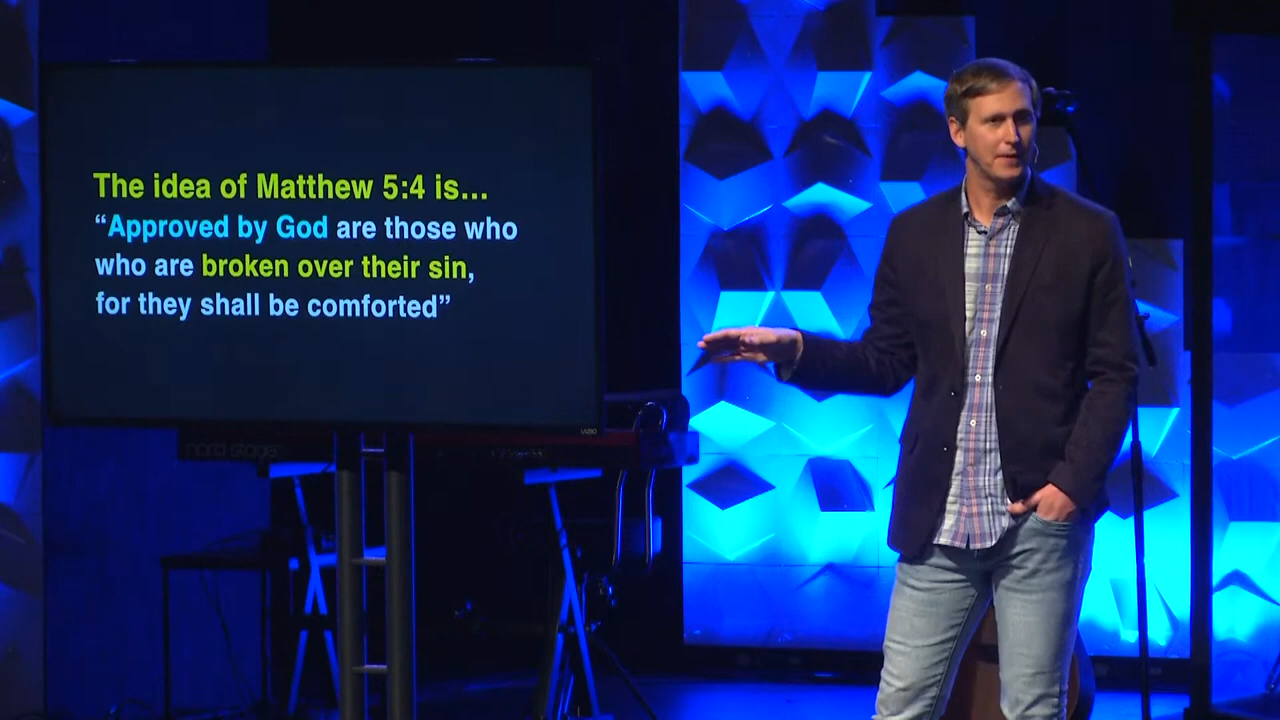 The idea of Matthew 5:4 is...
“Approved by God are those who
who are broken over their sin,
for they shall be comforted”
VIZIO
nord stage